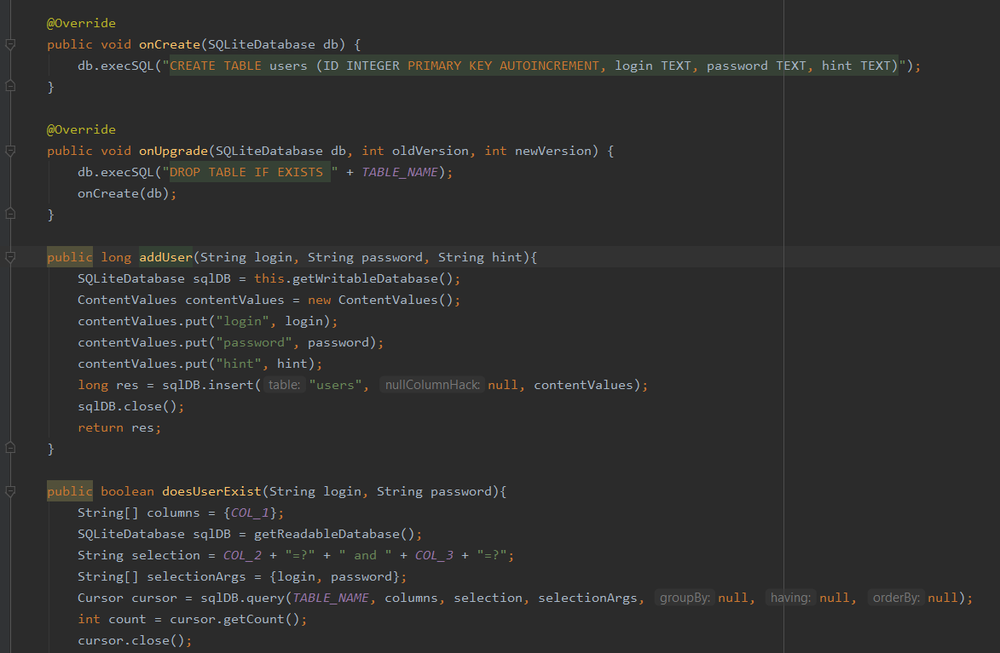 @Override
public void onCreate(SQLiteDatabase db) {
db.execSQL("CREATE TABLE users (ID INTEGER PRIMARY KEY AUTOINCREMENT, login TEXT, password TEXT, hint TEXT)");
}
@Override
public void onUpgrade(SQLiteDatabase db, int oldVersion, int newVersion) {
db.execSQL("DROP TABLE IF EXISTS " + TABLE_NAME);
onCreate(db);
}
public long addUser(String login, String password, String hint){
SQLiteDatabase sqlDB = this.getWritableDatabase();
ContentValues contentValues = new ContentValues();
contentValues.put("login", login);
contentValues.put("password", password);
contentValues.put("hint", hint);
long res = sqlDB.insert( table: "users", nullColumnHack: null, contentValues);
sqlDB.close();
return res;
}
public boolean doesUserExist(String login, String password){
String[] columns = {COL_1};
SQLiteDatabase sqlDB = getReadableDatabase();
String selection = COL_2 + "=?" + " and " + COL_3 + "=?";
String[] selectionArgs = {login, password};
Cursor cursor = sqlDB.query(TABLE_NAME, columns, selection, selectionArgs, groupBy: null, having: null, orderBy: null);
int count = cursor.getCount();
cursor.close();